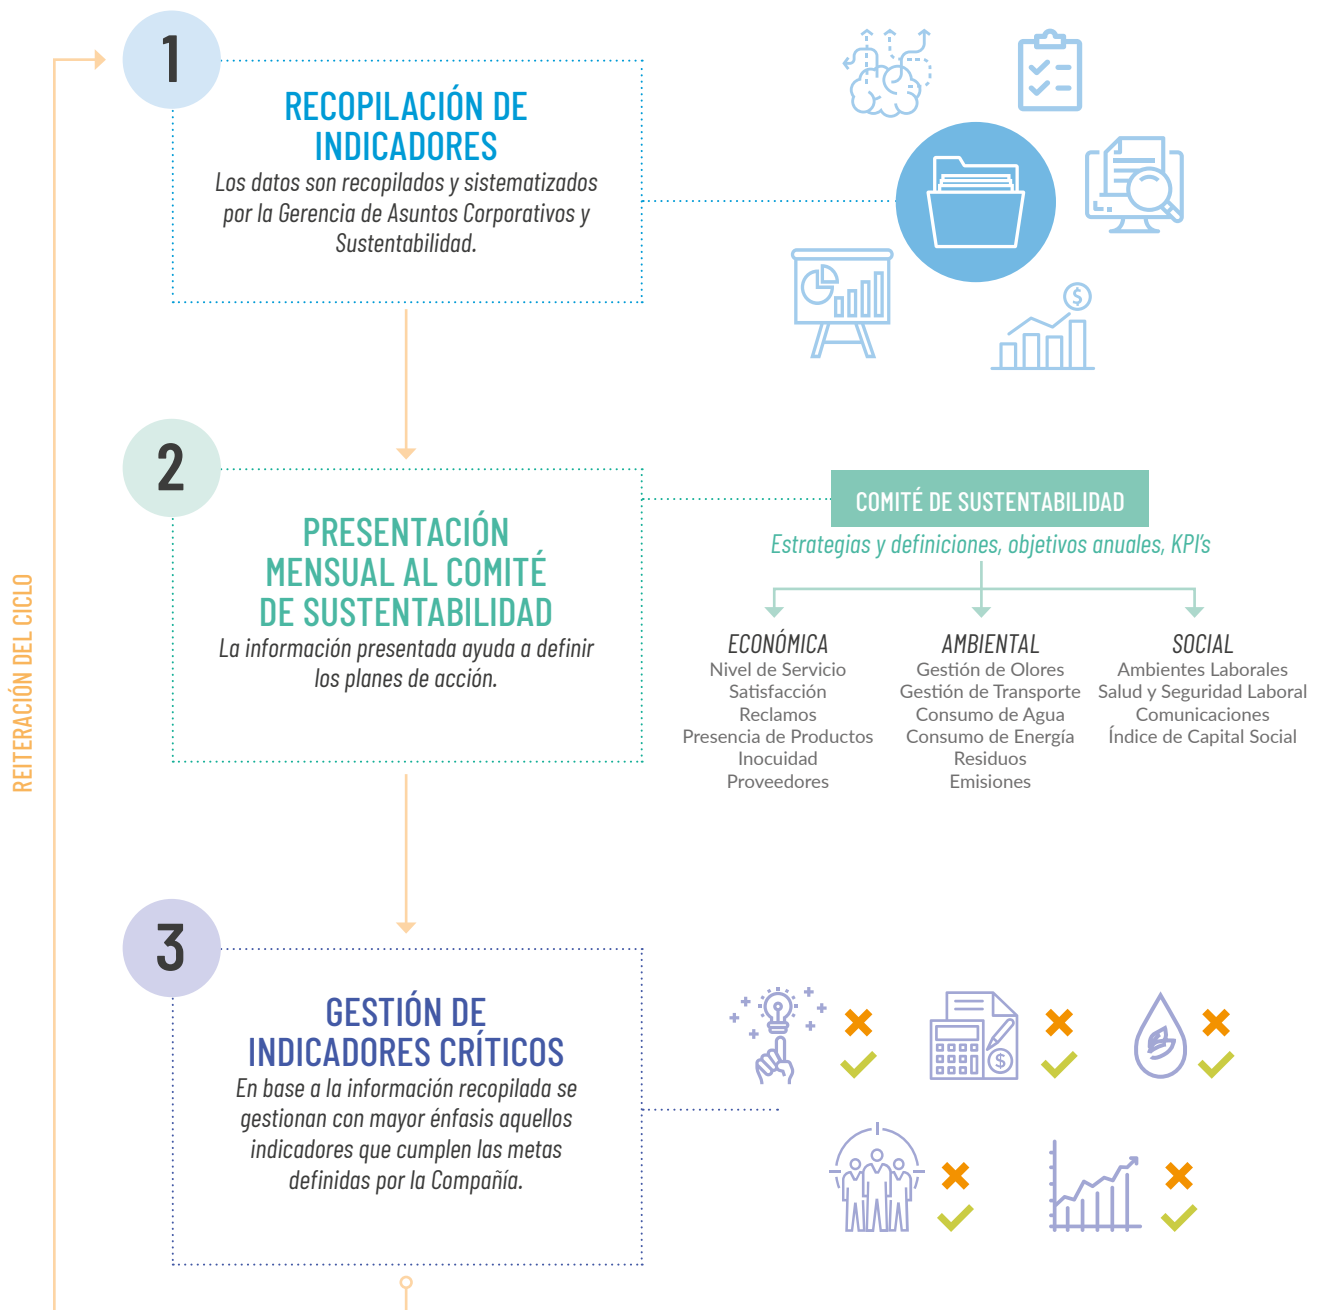 1
RECOPILACIÓN DE
INDICADORES
Los datos son recopilados y sistematizados
por la Gerencia de Asuntos Corporativos y
Sustentabilidad.
$
REITERACIÓN DEL CICLO
2
PRESENTACIÓN
MENSUAL AL COMITÉ
DE SUSTENTABILIDAD
La información presentada ayuda a definir
los planes de acción.
COMITÉ DE SUSTENTABILIDAD
Estrategias y definiciones, objetivos anuales, KPI's
ECONÓMICA
Nivel de Servicio
Satisfacción
Reclamos
Presencia de Productos
Inocuidad
Proveedores
AMBIENTAL
Gestión de Olores
Gestión de Transporte
Consumo de Agua
Consumo de Energía
Residuos
Emisiones
SOCIAL
Ambientes Laborales
Salud y Seguridad Laboral
Comunicaciones
Índice de Capital Social
3
GESTIÓN DE
INDICADORES CRÍTICOS
En base a la información recopilada se
gestionan con mayor énfasis aquellos
indicadores que cumplen las metas
definidas por la Compañía.
$